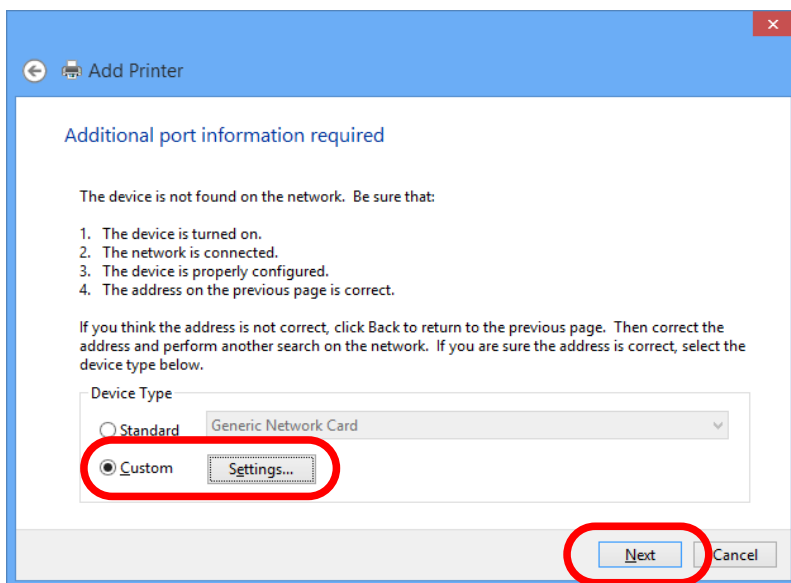 Add Printer
Additional port information required
The device is not found on the network. Be sure that:
1. The device is turned on.
2. The network is connected.
3. The device is properly configured.
4. The address on the previous page is correct.
If you think the address is not correct, click Back to return to the previous page. Then correct the
address and perform another search on the network. If you are sure the address is correct, select the
device type below.
Device Type
Standard Generic Network Card
Custom Settings...
Next Cancel